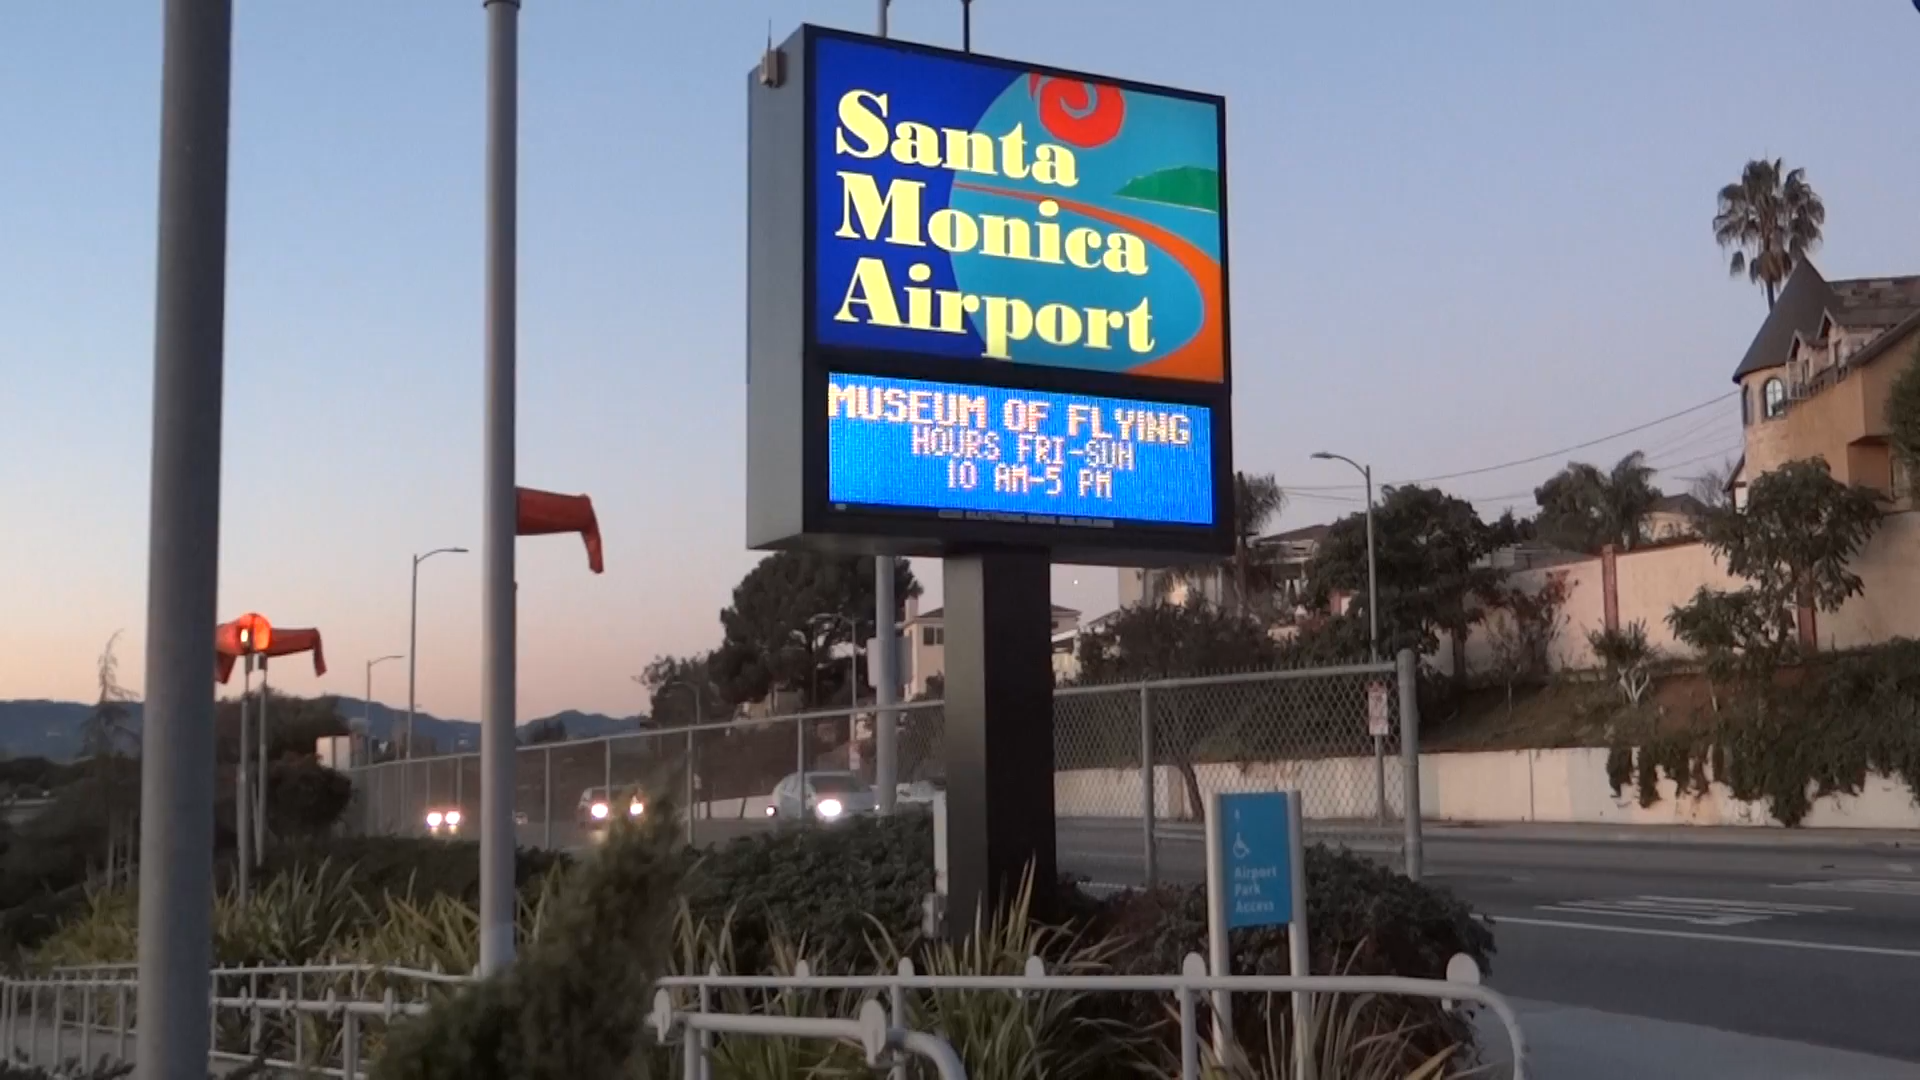 Santa
Monica
Airport
MUSEUM OF FLYING
HOURS FRI-SUN
10 AM-5 PM
Airport
Park
Access